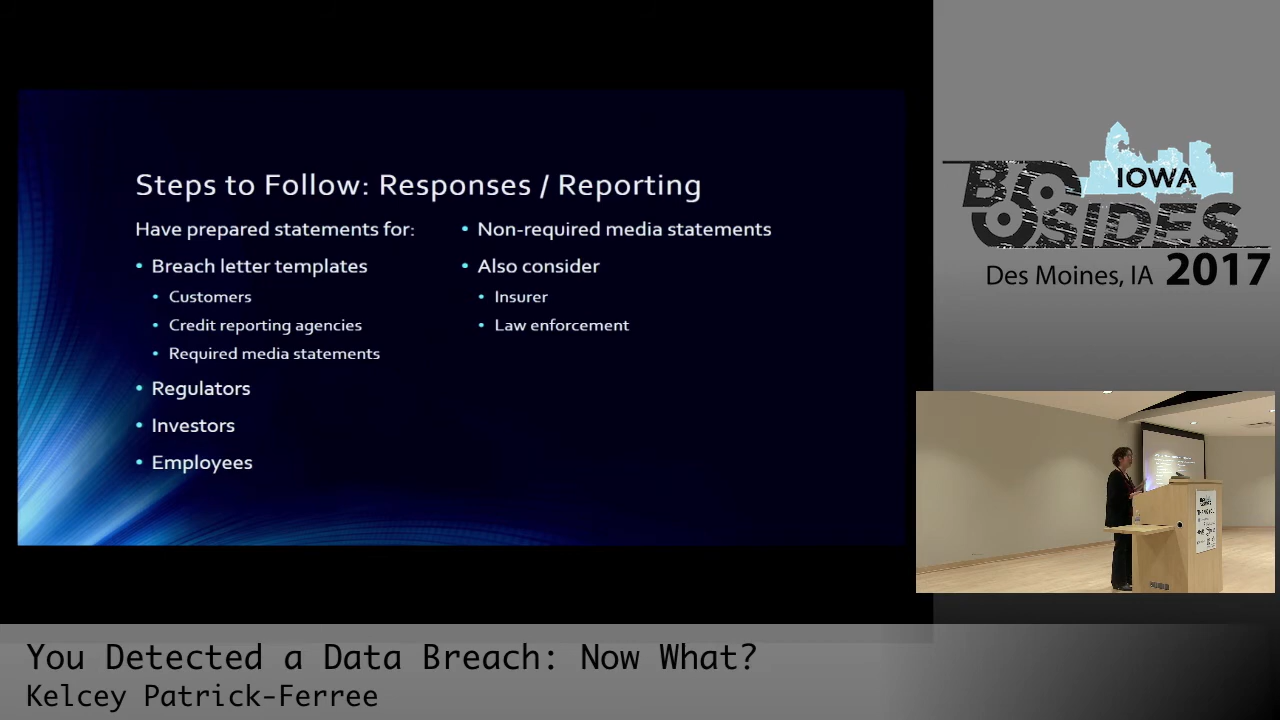 Steps to Follow: Responses / Reporting
Have prepared statements for:
• Breach letter templates
• Customers
• Credit reporting agencies
• Required media statements
• Regulators
• Investors
• Employees
• Non-required media statements
• Also consider
• Insurer
• Law enforcement
IOWA
BSIDES
Des Moines, IA 2017
You Detected a Data Breach: Now What?
Kelcey Patrick-Ferree